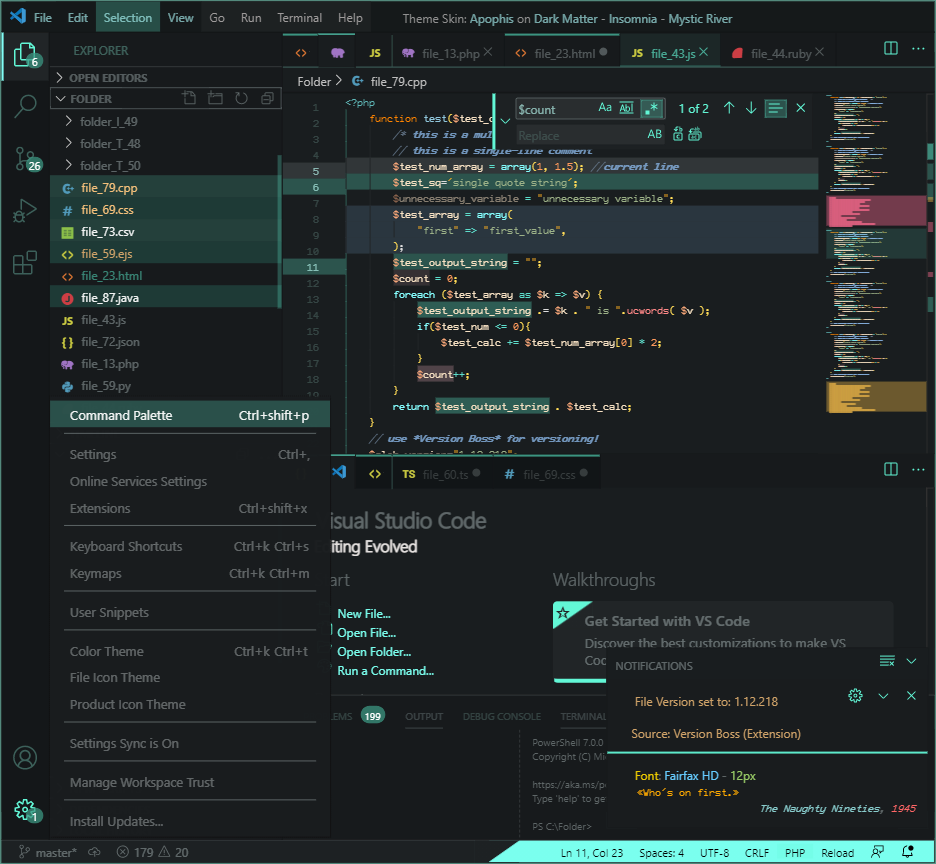 File Edit Selection View Go Run Terminal Help Theme Skin: Apophis on Dark Matter - Insomnia - Mystic River
6
EXPLORER
JS file_13.php file_23.html JS file_43.js file_44.ruby
OPEN EDITORS
FOLDER
Folder > file_79.cpp
folder_l_49
folder_T_48
folder_T_50
file_79.cpp
# file_69.css
file_73.csv
file_59.ejs
file_23.html
file_87.java
JS file_43.js
file_72.json
file_13.php
file_59.py
26
$count Aa Abl .* 1 of 2
Replace AB
1 <?php
2 function test($test_c
3 /* this is a mul
4 // this is a single-line comment
5 $test_num_array = array(1, 1.5); //current line
6 $test_sq='single quote string';
7 $unnecessary_variable = "unnecessary variable";
8 $test_array = array(
9 "first" => "first_value",
10 );
11 $test_output_string = "";
12 $count = 0;
13 foreach ($test_array as $k => $v) {
14 $test_output_string .= $k . " is ".ucwords( $v );
15 if($test_num <= 0){
16 $test_calc += $test_num_array[0] * 2;
17 }
18 $count++;
19 }
return $test_output_string . $test_calc;
}
// use *Version Boss* for versioning!
Command Palette Ctrl+shift+p
Settings Ctrl+,
Online Services Settings
Extensions Ctrl+shift+x
Keyboard Shortcuts Ctrl+k Ctrl+s
Keymaps Ctrl+k Ctrl+m
User Snippets
Color Theme Ctrl+k Ctrl+t
File Icon Theme
Product Icon Theme
Settings Sync is On
Manage Workspace Trust
Install Updates...
TS file_60.ts # file_69.css
isual Studio Code
iting Evolved
art
New File...
Open File...
Open Folder...
Run a Command...
Walkthroughs
Get Started with VS Code
Discover the best customizations to make VS
Coc
LEMS 199 OUTPUT DEBUG CONSOLE TERMINAL
PowerShell 7.0.0
Copyright (C) Mi
https://aka.ms/p
Type 'help' to ge
PS C:\Folder>
NOTIFICATIONS
File Version set to: 1.12.218
Source: Version Boss (Extension)
Font: Fairfax HD - 12px
«Who's on first.»
The Naughty Nineties, 1945
1
master* 179 20 Ln 11, Col 23 Spaces: 4 UTF-8 CRLF PHP Reload